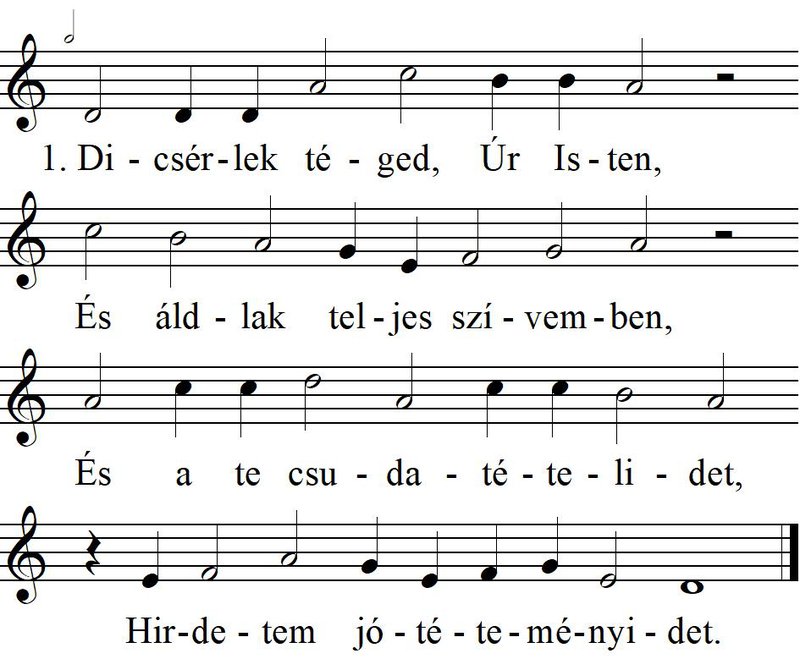 1. Di - csér - lek té - ged, Úr Is - ten,
És áld - lak tel - jes szí - vem - ben,
És a te csu - da - té - te - li - det,
Hir - de - tem jó - té - te - mé - nyi - det.